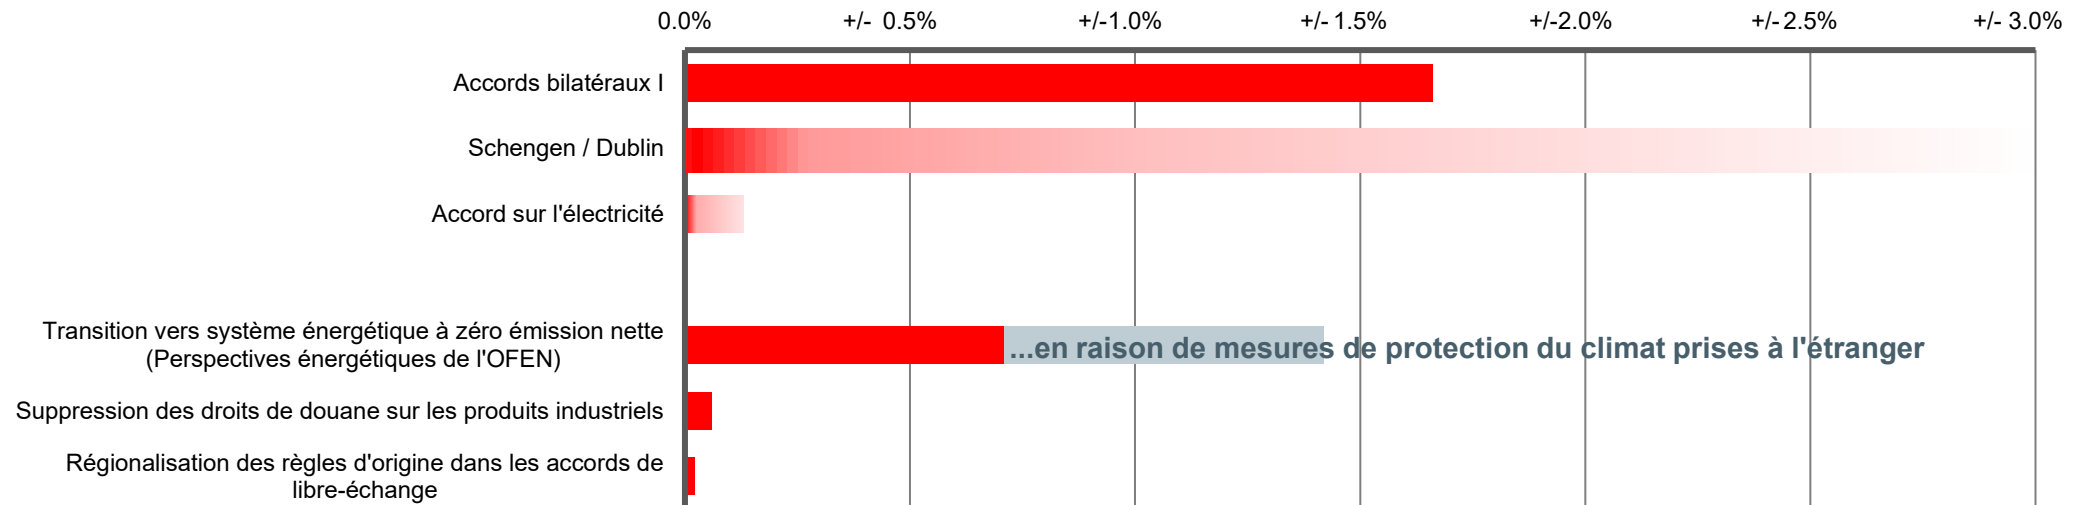 0.0% +/- 0.5% +/-1.0% +/- 1.5% +/-2.0% +/- 2.5% +/- 3.0%
Accords bilatéraux I
Schengen / Dublin
Accord sur l'électricité
Transition vers système énergétique à zéro émission nette
(Perspectives énergétiques de l'OFEN)
...en raison de mesures de protection du climat prises à l'étranger
Suppression des droits de douane sur les produits industriels
Régionalisation des règles d'origine dans les accords de
libre-échange